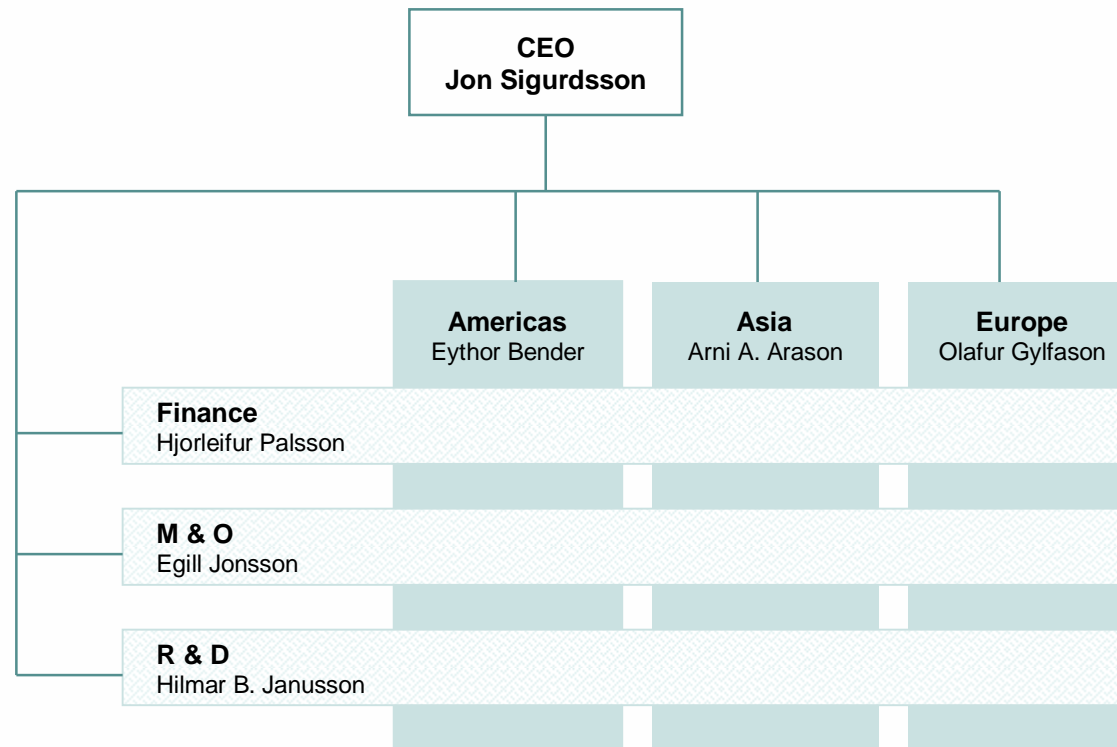 CEO
Jon Sigurdsson
Americas
Eythor Bender
Asia
Arni A. Arason
Europe
Olafur Gylfason
Finance
Hjorleifur Palsson
M & O
Egill Jonsson
R & D
Hilmar B. Janusson